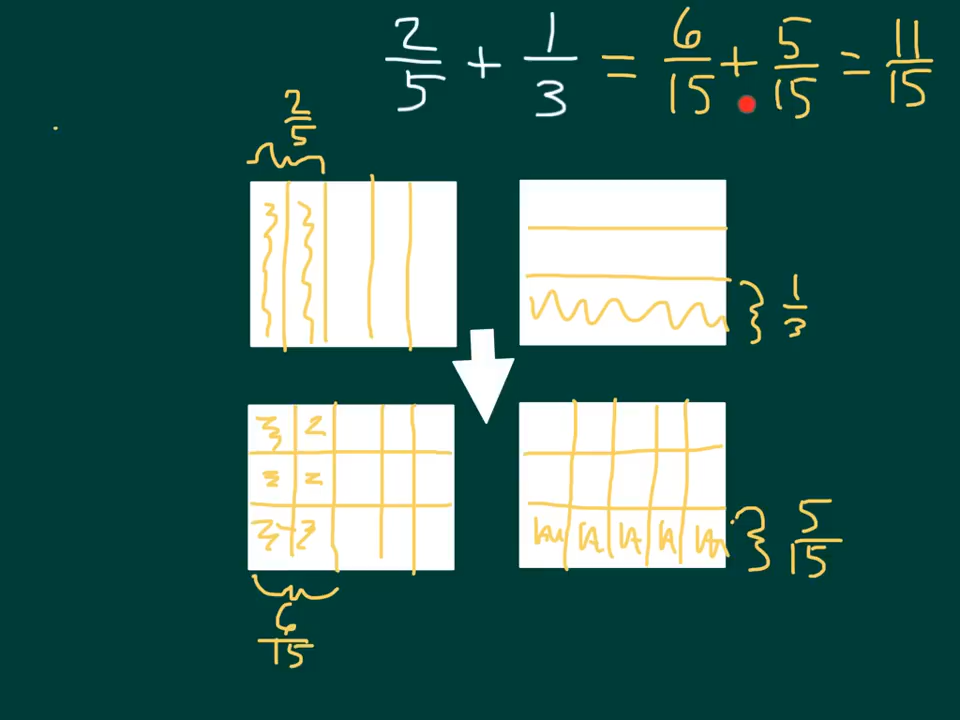 2/5 + 1/3 = 6/15 + 5/15 = 11/15
2/5
1/3
5/15
6/15